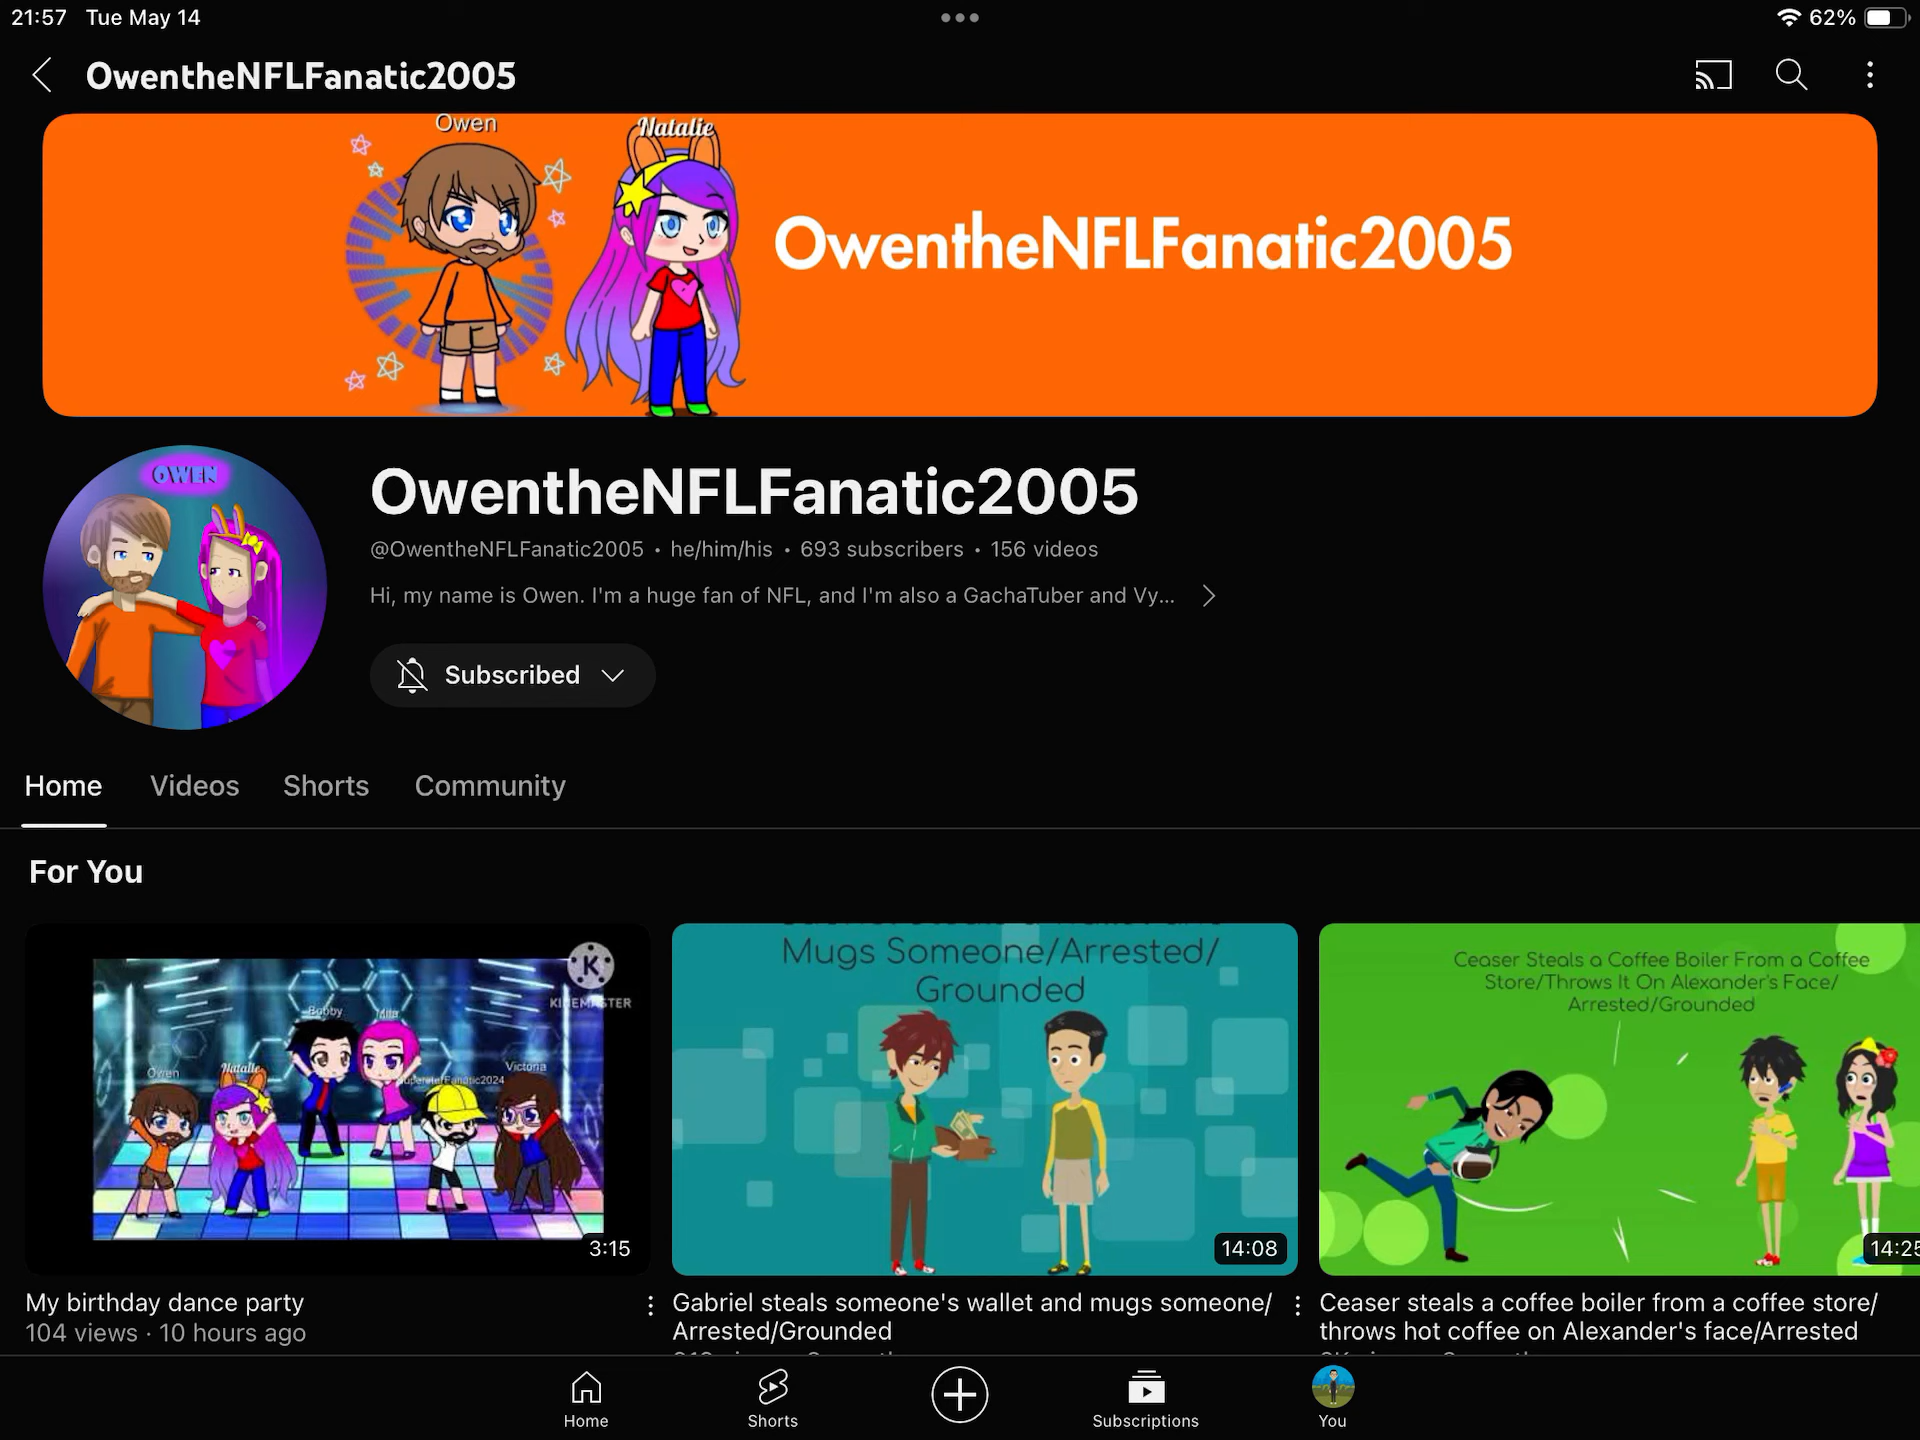 21:57 Tue May 14
62%
OwentheNFLFanatic2005
Owen
Natalie
OwentheNFLFanatic2005
OWEN
OwentheNFLFanatic2005
@OwentheNFLFanatic2005 • he/him/his • 693 subscribers • 156 videos
Hi, my name is Owen. I'm a huge fan of NFL, and I'm also a GachaTuber and Vy...
Subscribed
Home Videos Shorts Community
For You
K
KINEMASTER
Bobby
Owen
Natalie
Victoria
3:15
Mugs Someone/Arrested/
Grounded
14:08
Ceaser Steals a Coffee Boiler From a Coffee
Store/Throws It On Alexander's Face/
Arrested/Grounded
14:25
My birthday dance party
104 views · 10 hours ago
Gabriel steals someone's wallet and mugs someone/
Arrested/Grounded
Ceaser steals a coffee boiler from a coffee store/
throws hot coffee on Alexander's face/Arrested
Home
Shorts
Subscriptions
You